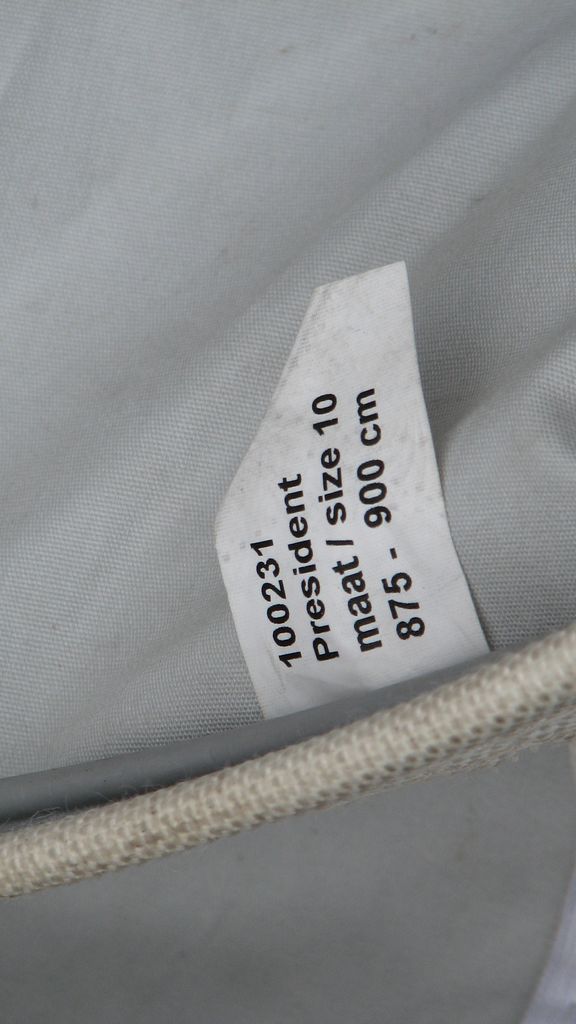 100231
President
maat / size 10
875 - 900 cm